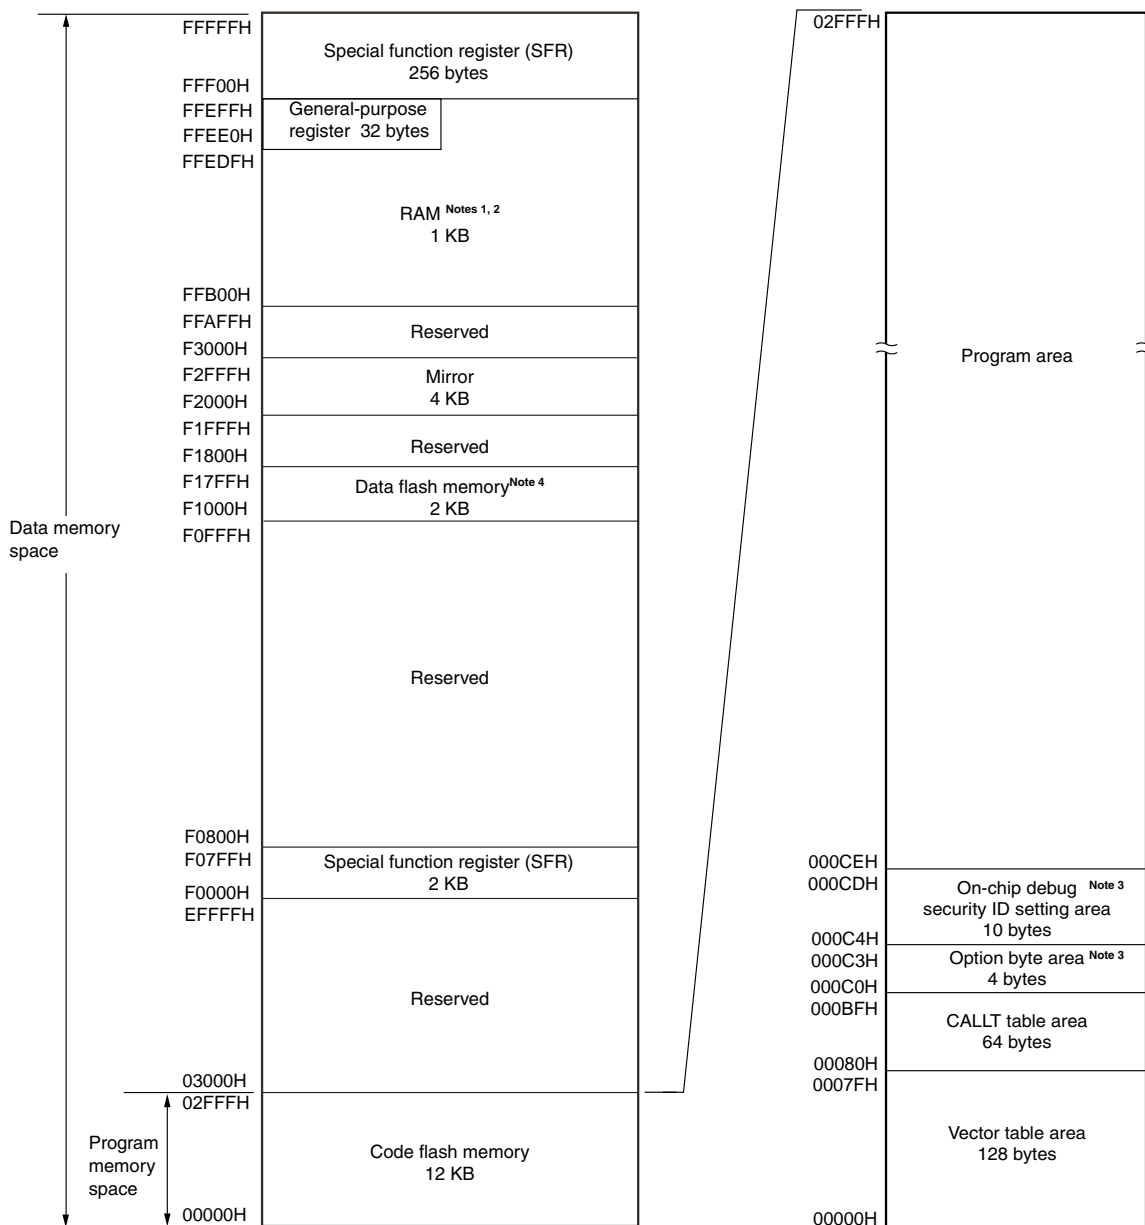 FFFFFH
Special function register (SFR)
256 bytes
FFF00H
FFEFFH
General-purpose
register 32 bytes
FFEE0H
FFEDFH
RAM Notes 1, 2
1 KB
FFB00H
FFAFFH
Reserved
F3000H
F2FFFH
Mirror
4 KB
F2000H
F1FFFH
Reserved
F1800H
F17FFH
Data flash memory Note 4
2 KB
F1000H
F0FFFH
Data memory
space
Reserved
F0800H
F07FFH
Special function register (SFR)
2 KB
F0000H
EFFFFH
Reserved
03000H
02FFFH
Program
memory
space
Code flash memory
12 KB
00000H
02FFFH
Program area
000CEH
000CDH
On-chip debug Note 3
security ID setting area
10 bytes
000C4H
000C3H
Option byte area Note 3
4 bytes
000C0H
000BFH
CALLT table area
64 bytes
00080H
0007FH
Vector table area
128 bytes
00000H